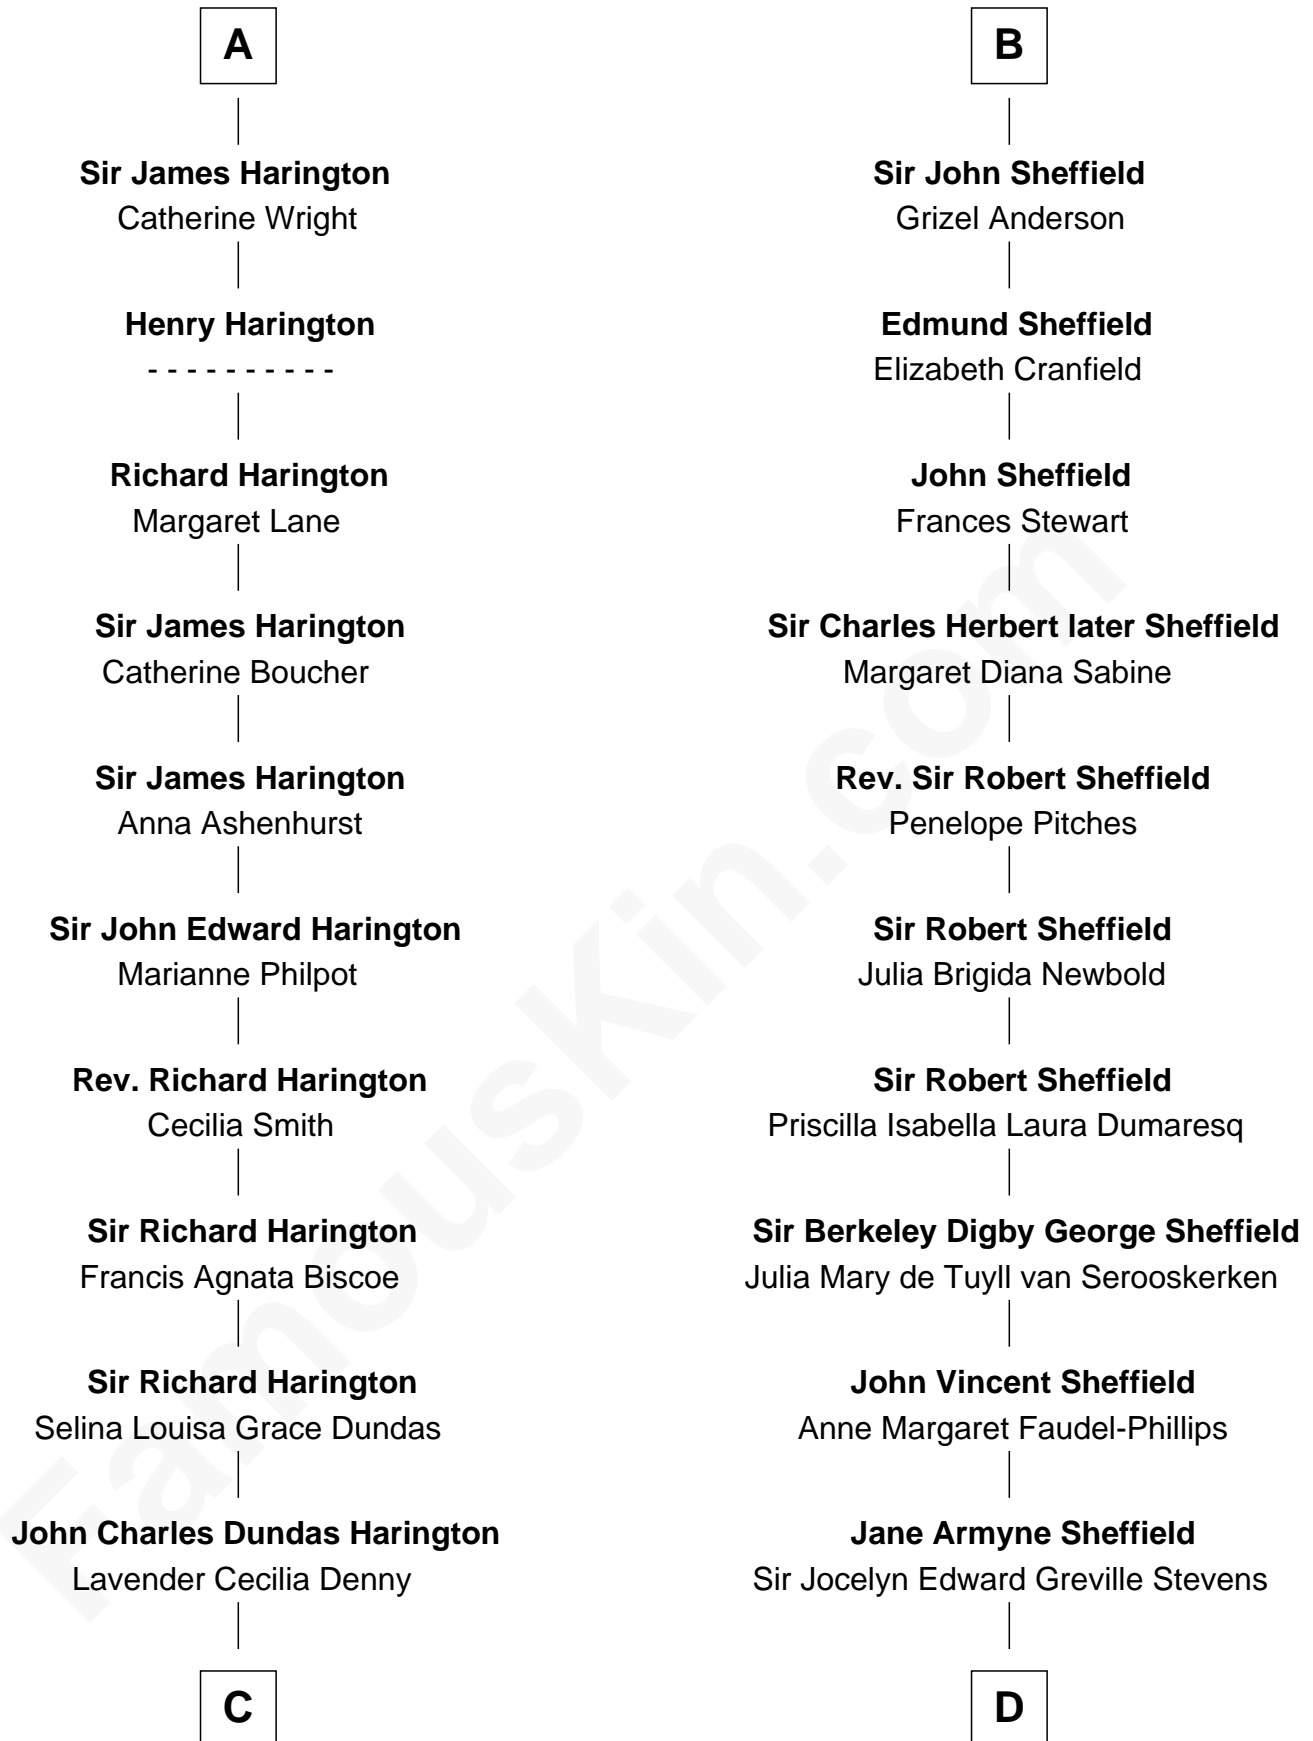 A
Sir James Harington
Catherine Wright
Henry Harington
- - - - - - - - - -
Richard Harington
Margaret Lane
Sir James Harington
Catherine Boucher
Sir James Harington
Anna Ashenhurst
Sir John Edward Harington
Marianne Philpot
Rev. Richard Harington
Cecilia Smith
Sir Richard Harington
Francis Agnata Biscoe
Sir Richard Harington
Selina Louisa Grace Dundas
John Charles Dundas Harington
Lavender Cecilia Denny
C
B
Sir John Sheffield
Grizel Anderson
Edmund Sheffield
Elizabeth Cranfield
John Sheffield
Frances Stewart
Sir Charles Herbert later Sheffield
Margaret Diana Sabine
Rev. Sir Robert Sheffield
Penelope Pitches
Sir Robert Sheffield
Julia Brigida Newbold
Sir Robert Sheffield
Priscilla Isabella Laura Dumaresq
Sir Berkeley Digby George Sheffield
Julia Mary de Tuyll van Serooskerken
John Vincent Sheffield
Anne Margaret Faudel-Phillips
Jane Armyne Sheffield
Sir Jocelyn Edward Greville Stevens
D
FamousKin.com